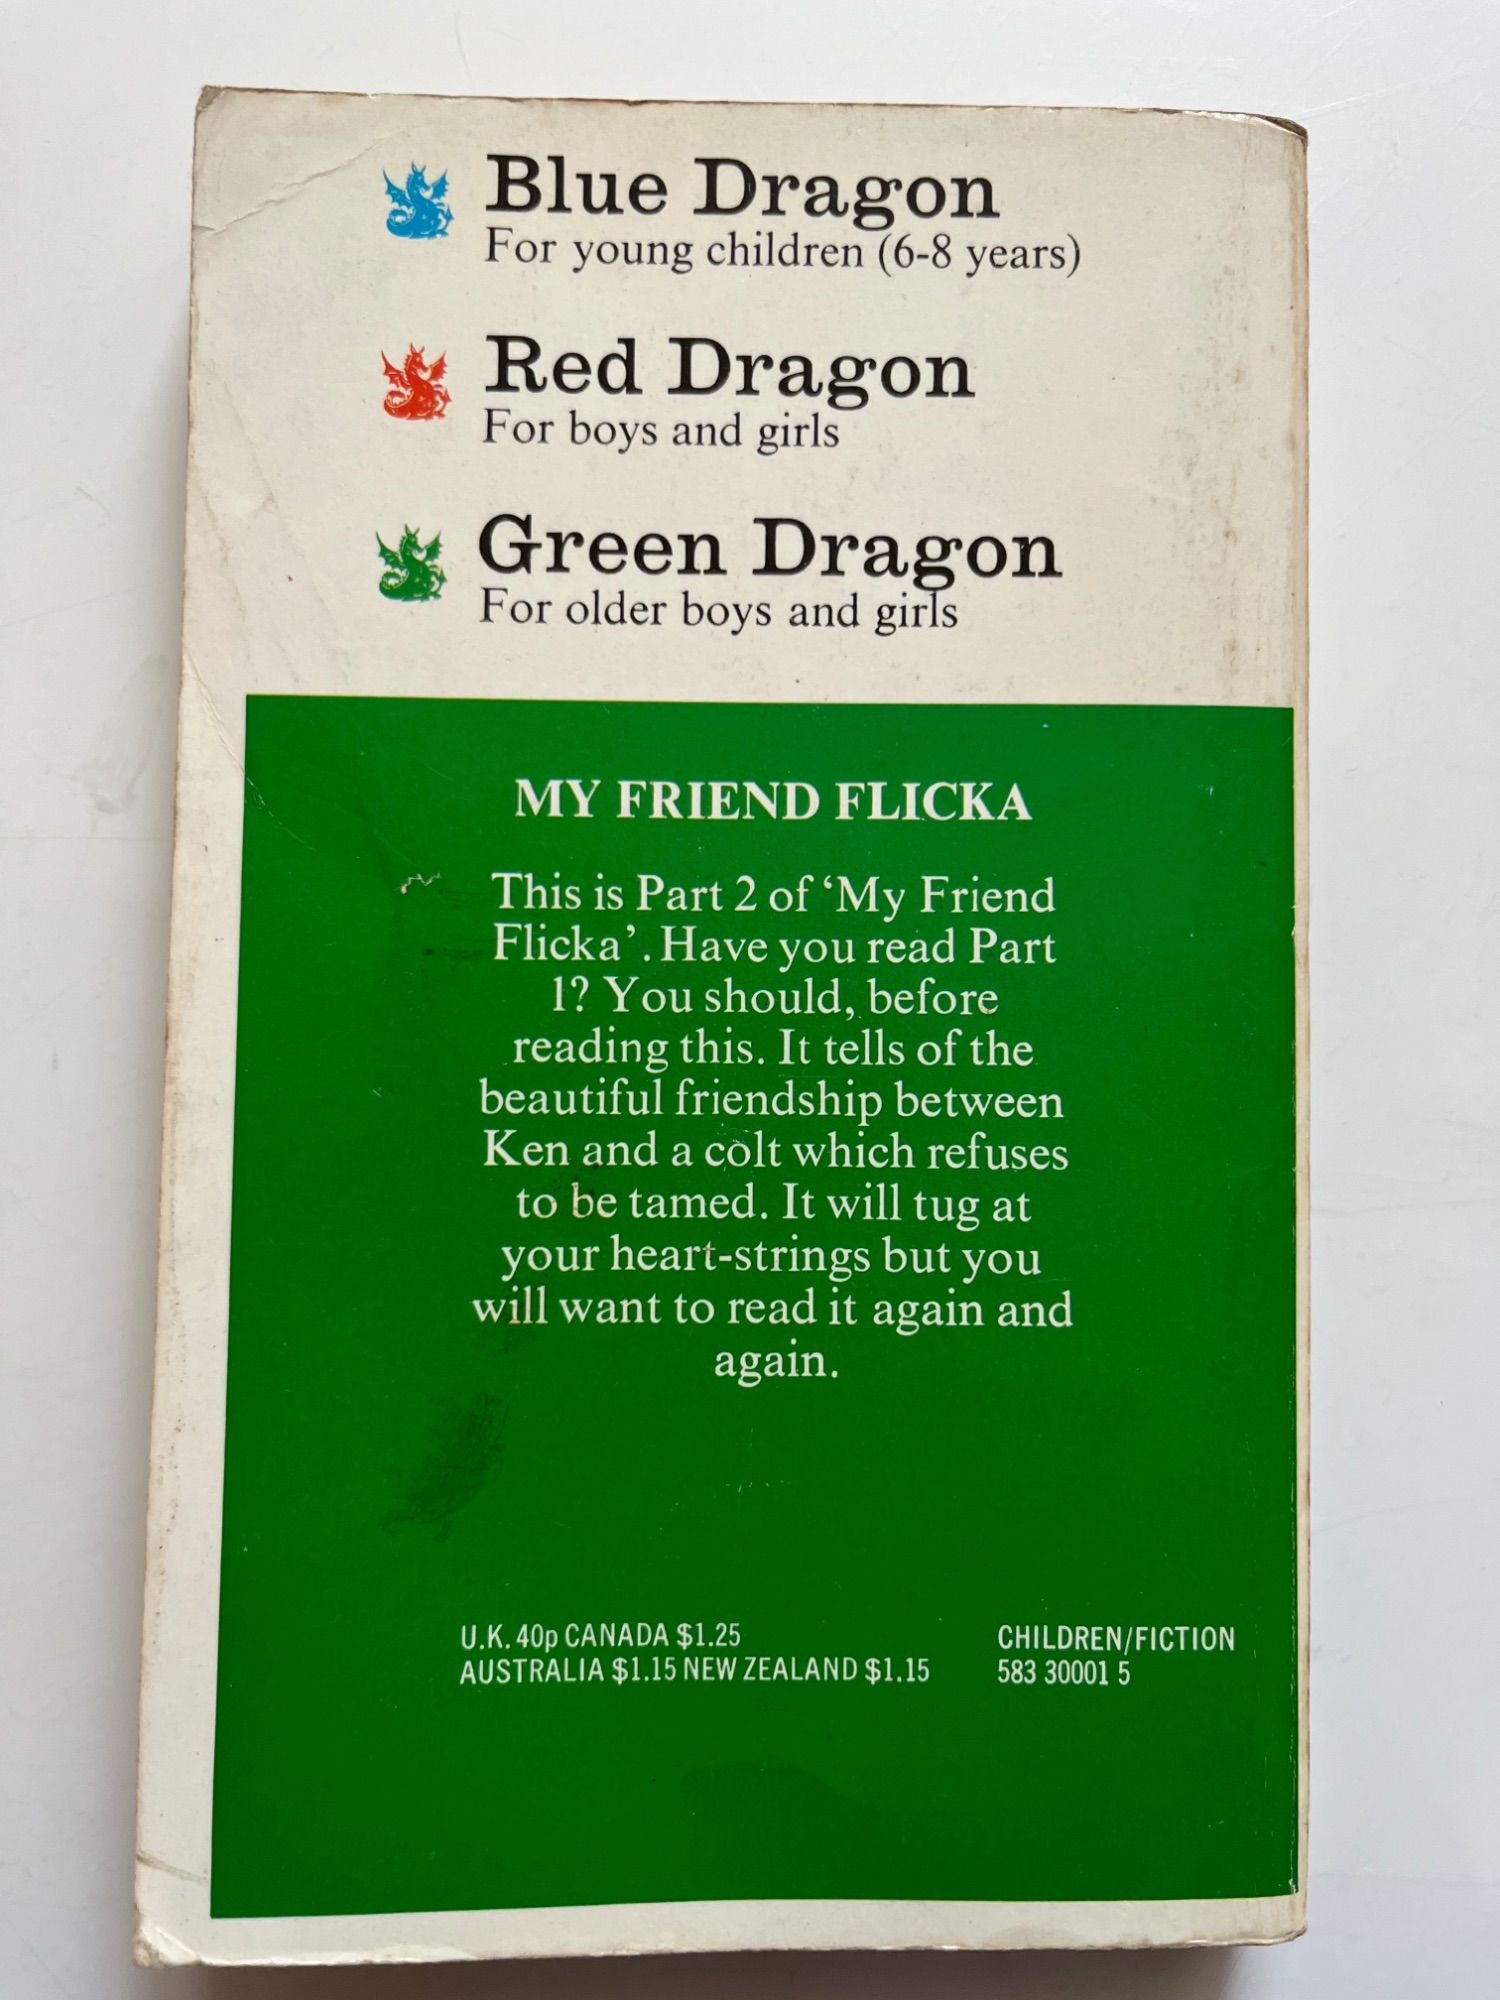 Blue Dragon
For young children (6-8 years)
Red Dragon
For boys and girls
Green Dragon
For older boys and girls
MY FRIEND FLICKA
This is Part 2 of ‘My Friend
Flicka’. Have you read Part
1? You should, before
reading this. It tells of the
beautiful friendship between
Ken and a colt which refuses
to be tamed. It will tug at
your heart-strings but you
will want to read it again and
again.
U.K. 40p CANADA $1.25
AUSTRALIA $1.15 NEW ZEALAND $1.15
CHILDREN/FICTION
583 30001 5